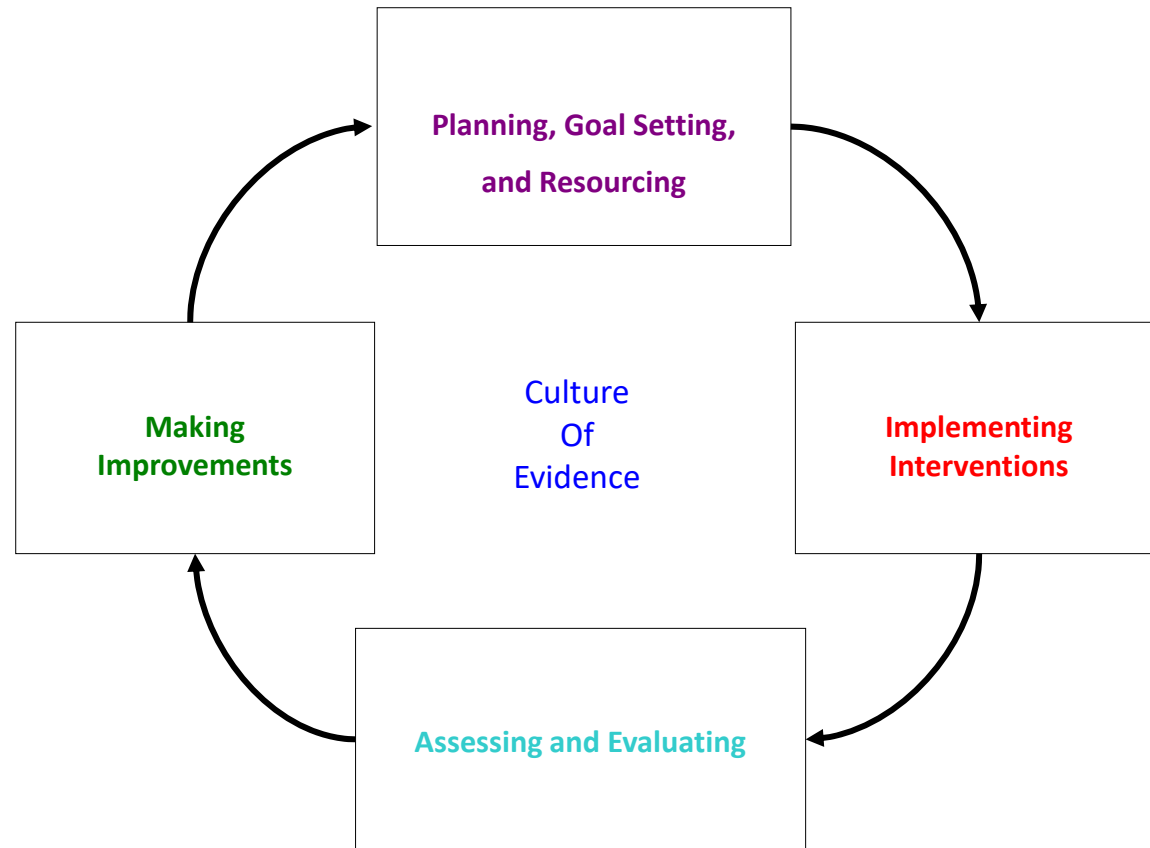 Planning, Goal Setting,
and Resourcing
Making
Improvements
Culture
Of
Evidence
Implementing
Interventions
Assessing and Evaluating